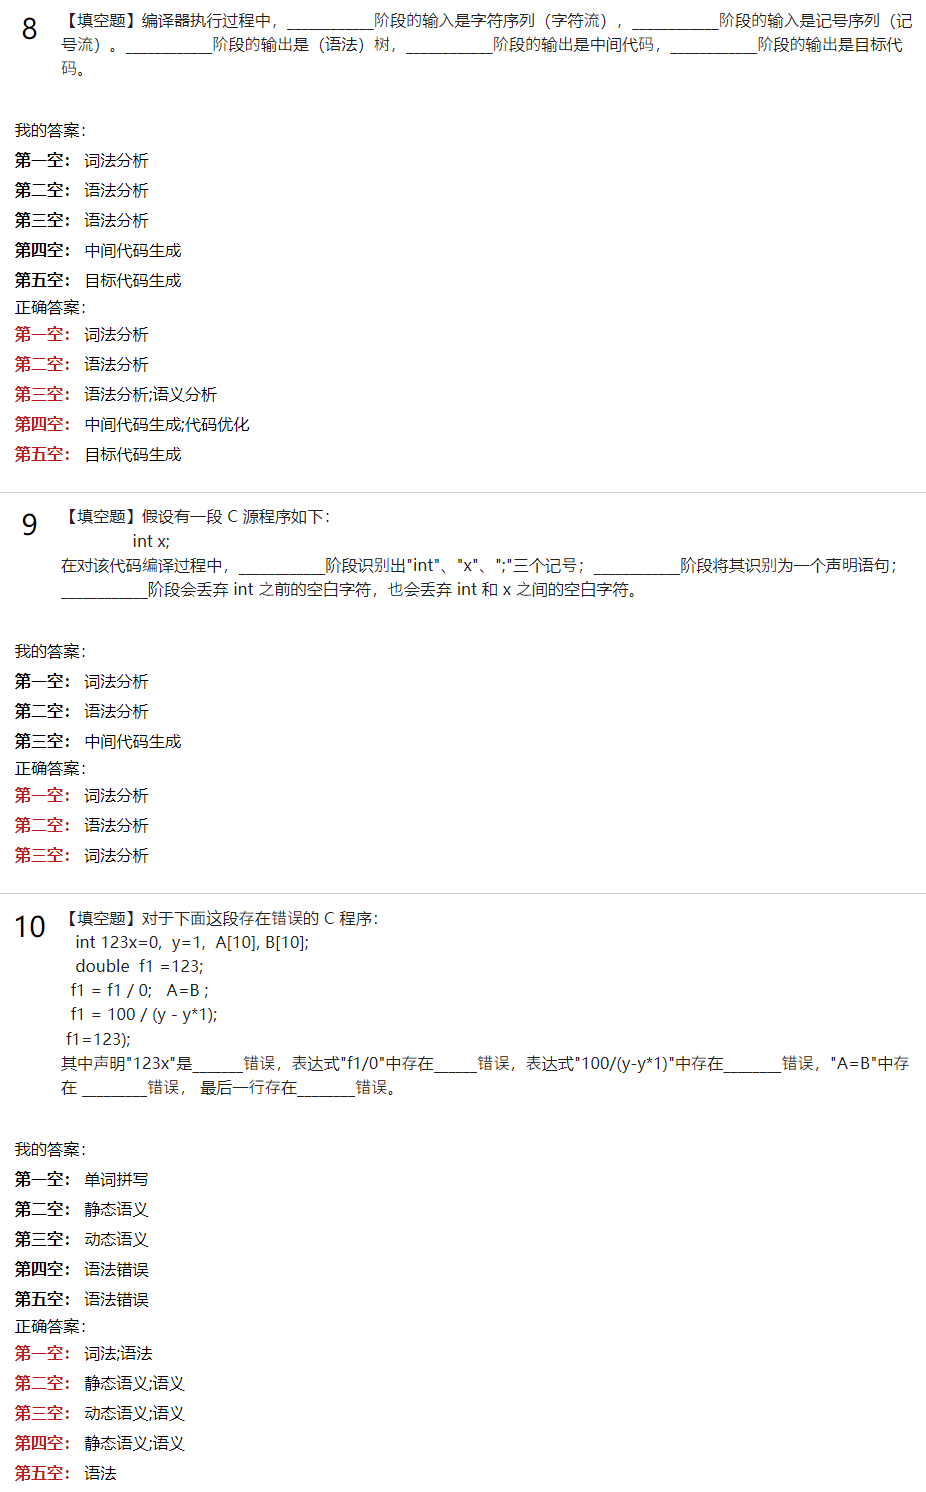 8
【填空题】编译器执行过程中，____________阶段的输入是字符序列（字符流），____________阶段的输入是记号序列（记
号流）。____________阶段的输出是（语法）树，____________阶段的输出是中间代码，____________阶段的输出是目标代
码。
我的答案：
第一空： 词法分析
第二空： 语法分析
第三空： 语法分析
第四空： 中间代码生成
第五空： 目标代码生成
正确答案：
第一空： 词法分析
第二空： 语法分析
第三空： 语法分析;语义分析
第四空： 中间代码生成;代码优化
第五空： 目标代码生成
9
【填空题】假设有一段 C 源程序如下：
int x;
在对该代码编译过程中，____________阶段识别出"int"、"x"、";"三个记号；____________阶段将其识别为一个声明语句；
____________阶段会丢弃 int 之前的空白字符，也会丢弃 int 和 x 之间的空白字符。
我的答案：
第一空： 词法分析
第二空： 语法分析
第三空： 中间代码生成
正确答案：
第一空： 词法分析
第二空： 语法分析
第三空： 词法分析
10
【填空题】对于下面这段存在错误的 C 程序：
int 123x=0, y=1, A[10], B[10];
double f1 =123;
f1 = f1 / 0; A=B ;
f1 = 100 / (y - y*1);
f1=123);
其中声明"123x"是_______错误，表达式"f1/0"中存在______错误，表达式"100/(y-y*1)"中存在________错误，"A=B"中存
在 _________错误， 最后一行存在________错误。
我的答案：
第一空： 单词拼写
第二空： 静态语义
第三空： 动态语义
第四空： 语法错误
第五空： 语法错误
正确答案：
第一空： 词法;语法
第二空： 静态语义;语义
第三空： 动态语义;语义
第四空： 静态语义;语义
第五空： 语法